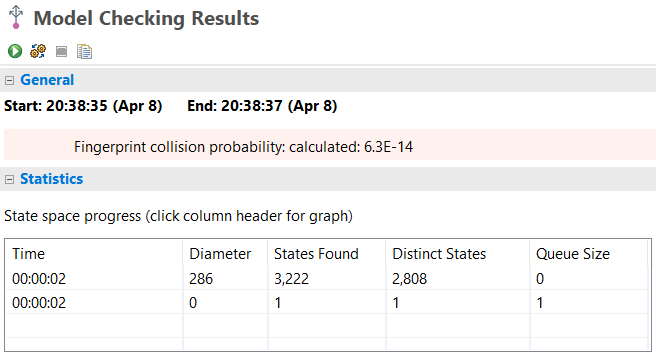 Model Checking Results
General
Start: 20:38:35 (Apr 8) End: 20:38:37 (Apr 8)
Fingerprint collision probability: calculated: 6.3E-14
Statistics
State space progress (click column header for graph)
Time Diameter States Found Distinct States Queue Size
00:00:02 286 3,222 2,808 0
00:00:02 0 1 1 1